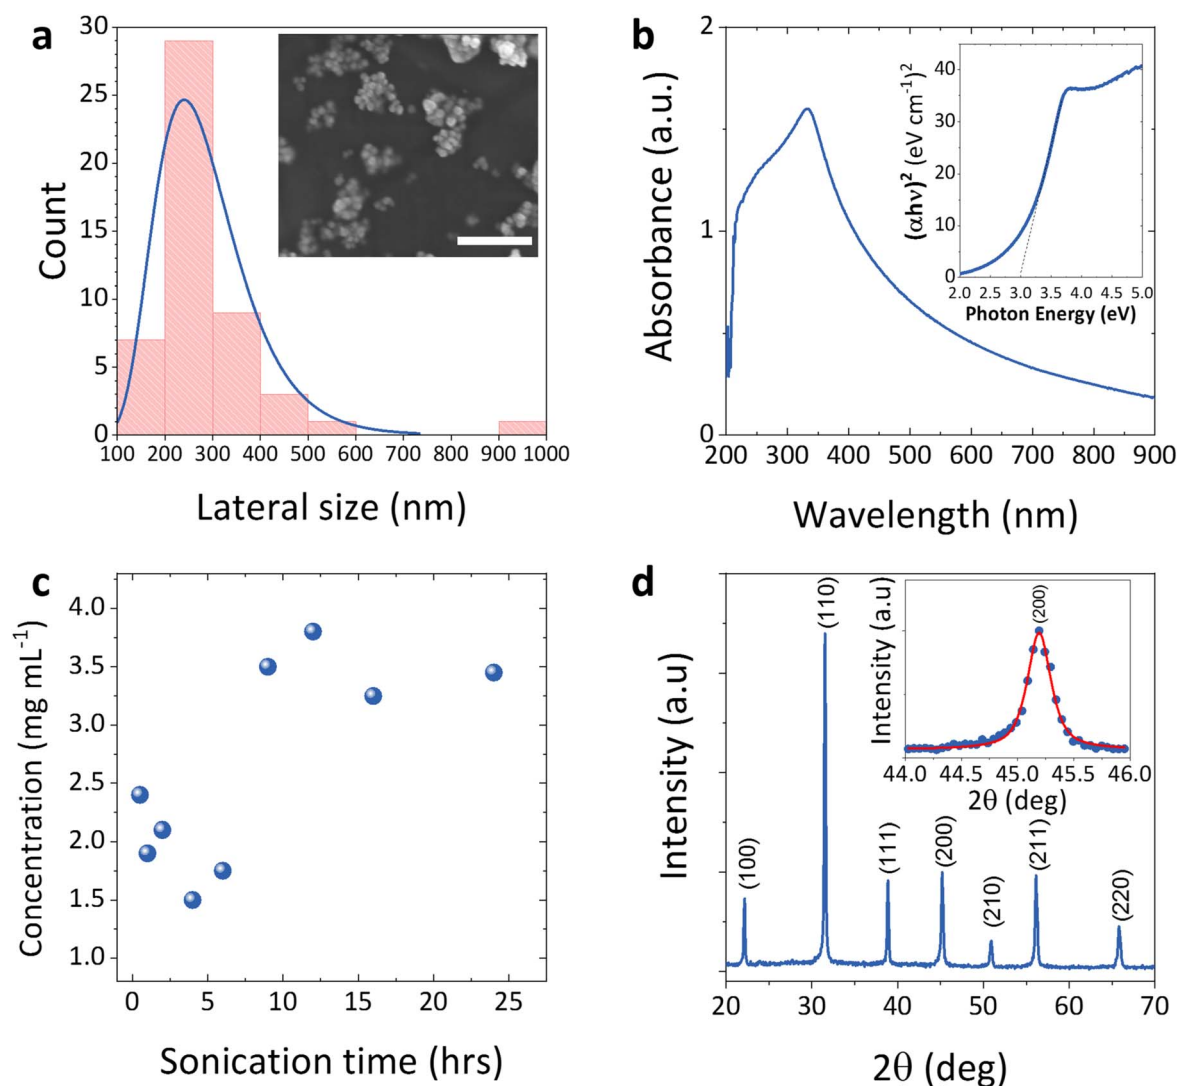 a
30
25
20
15
10
5
0
Count
100 200 300 400 500 600 700 800 900 1000
Lateral size (nm)
b
2
1
0
Absorbance (a.u.)
200 300 400 500 600 700 800 900
Wavelength (nm)
40
30
20
10
0
(αhν)² (eV cm⁻¹)²
2.0 2.5 3.0 3.5 4.0 4.5 5.0
Photon Energy (eV)
c
4.0
3.5
3.0
2.5
2.0
1.5
1.0
Concentration (mg mL⁻¹)
0 5 10 15 20 25
Sonication time (hrs)
d
Intensity (a.u)
(100)
(110)
(111)
(200)
(210)
(211)
(220)
20 30 40 50 60 70
2θ (deg)
Intensity (a.u)
(200)
44.0 44.5 45.0 45.5 46.0
2θ (deg)